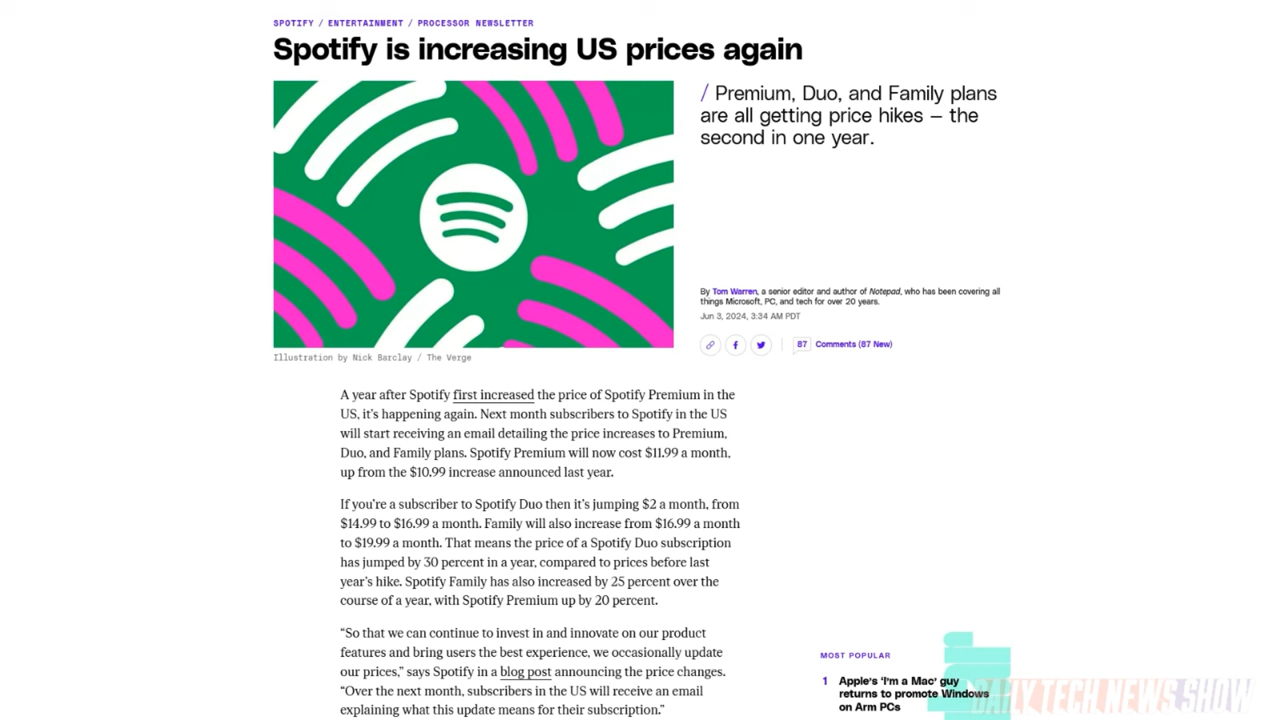 SPOTIFY / ENTERTAINMENT / PROCESSOR NEWSLETTER
Spotify is increasing US prices again
/ Premium, Duo, and Family plans
are all getting price hikes — the
second in one year.
By Tom Warren, a senior editor and author of Notepad, who has been covering all
things Microsoft, PC, and tech for over 20 years.
Jun 3, 2024, 3:34 AM PDT
87 Comments (87 New)
Illustration by Nick Barclay / The Verge
A year after Spotify first increased the price of Spotify Premium in the
US, it's happening again. Next month subscribers to Spotify in the US
will start receiving an email detailing the price increases to Premium,
Duo, and Family plans. Spotify Premium will now cost $11.99 a month,
up from the $10.99 increase announced last year.
If you're a subscriber to Spotify Duo then it's jumping $2 a month, from
$14.99 to $16.99 a month. Family will also increase from $16.99 a month
to $19.99 a month. That means the price of a Spotify Duo subscription
has jumped by 30 percent in a year, compared to prices before last
year's hike. Spotify Family has also increased by 25 percent over the
course of a year, with Spotify Premium up by 20 percent.
“So that we can continue to invest in and innovate on our product
features and bring users the best experience, we occasionally update
our prices,” says Spotify in a blog post announcing the price changes.
“Over the next month, subscribers in the US will receive an email
explaining what this update means for their subscription.”
MOST POPULAR
1 Apple's ‘I'm a Mac’ guy
returns to promote Windows
on Arm PCs
DAILY TECH NEWS SHOW